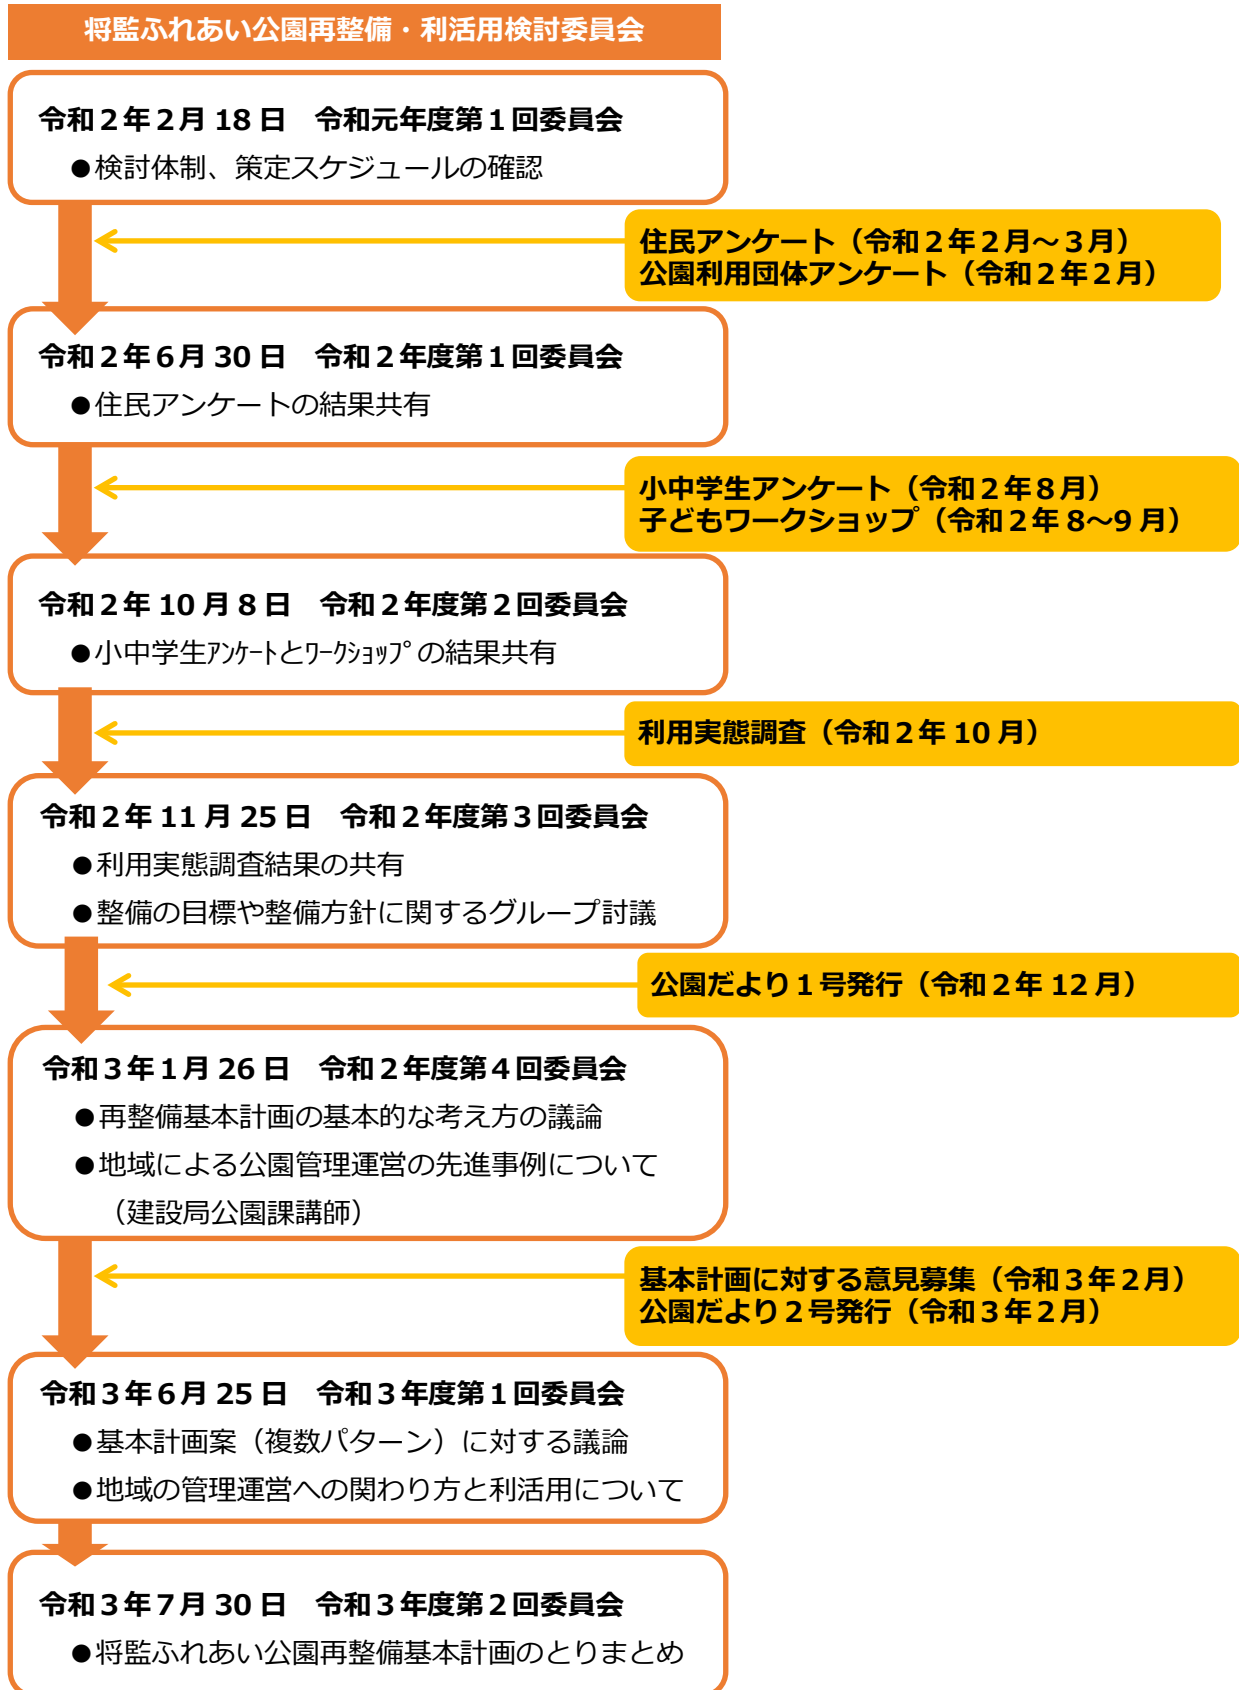 将監ふれあい公園再整備・利活用検討委員会
令和２年２月 18 日　令和元年度第１回委員会
●検討体制、策定スケジュールの確認
住民アンケート（令和２年２月～３月）
公園利用団体アンケート（令和２年２月）
令和２年６月 30 日　令和２年度第１回委員会
●住民アンケートの結果共有
小中学生アンケート（令和２年８月）
子どもワークショップ（令和２年 8～9 月）
令和２年 10 月８日　令和２年度第２回委員会
●小中学生ｱﾝｹｰﾄとﾜｰｸｼｮｯﾌﾟの結果共有
利用実態調査（令和２年 10 月）
令和２年 11 月 25 日　令和２年度第３回委員会
●利用実態調査結果の共有
●整備の目標や整備方針に関するグループ討議
公園だより１号発行（令和２年 12 月）
令和３年１月 26 日　令和２年度第４回委員会
●再整備基本計画の基本的な考え方の議論
●地域による公園管理運営の先進事例について
（建設局公園課講師）
基本計画に対する意見募集（令和３年２月）
公園だより２号発行（令和３年２月）
令和３年６月 25 日　令和３年度第１回委員会
●基本計画案（複数パターン）に対する議論
●地域の管理運営への関わり方と利活用について
令和３年７月 30 日　令和３年度第２回委員会
●将監ふれあい公園再整備基本計画のとりまとめ